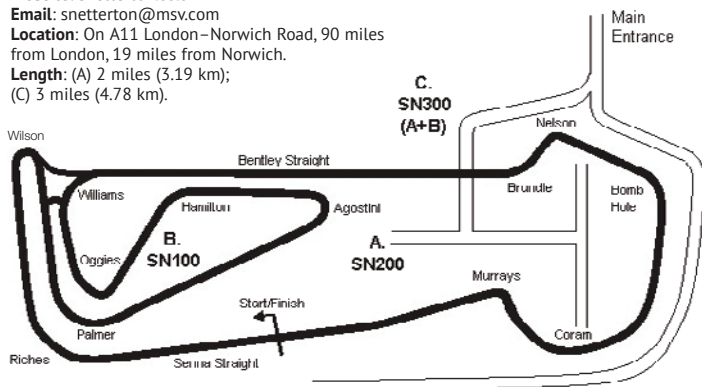 Email: snetterton@msv.com
Location: On A11 London–Norwich Road, 90 miles
from London, 19 miles from Norwich.
Length: (A) 2 miles (3.19 km);
(C) 3 miles (4.78 km).
Main
Entrance
C.
SN300
(A+B)
Nelson
Wilson
Bentley Straight
Williams
Hamilton
Agostini
Brundle
Bomb
Hole
B.
SN100
A.
SN200
Oggies
Murrays
Start/Finish
Palmer
Coram
Riches
Senna Straight